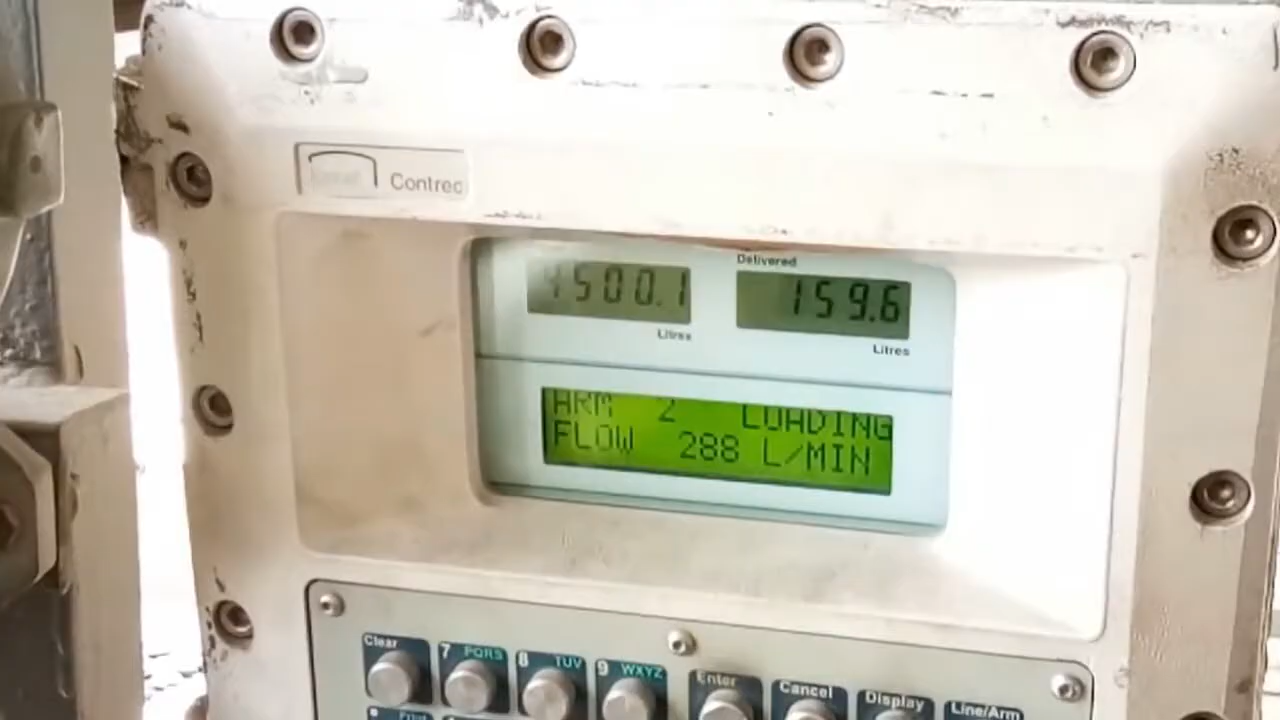 Contrec
Delivered
4500.1
159.6
Litres
Litres
ARM 2 LOADING
FLOW 288 L/MIN
Clear
7 PQRS
8 TUV
9 WXYZ
Enter
Cancel
Display
Line/Arm
Print